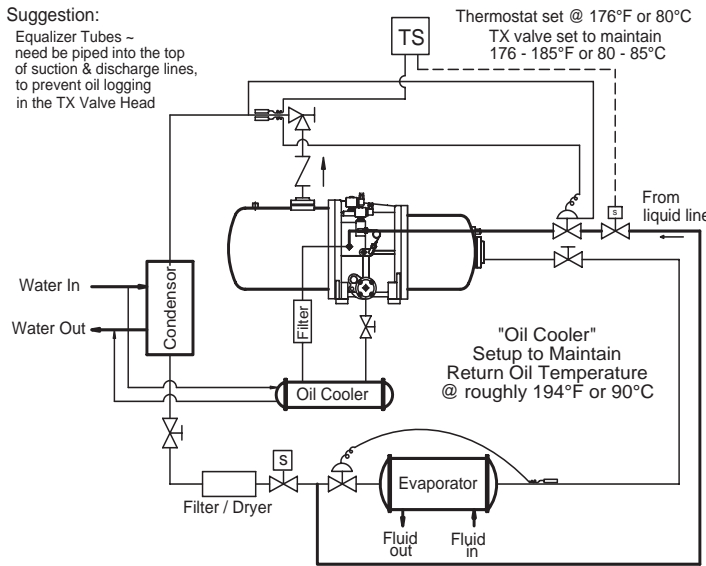 Suggestion:
Equalizer Tubes ~
need be piped into the top
of suction & discharge lines,
to prevent oil logging
in the TX Valve Head
TS
Thermostat set @ 176°F or 80°C
TX valve set to maintain
176 - 185°F or 80 - 85°C
S
From
liquid line
Water In
Water Out
Condensor
Filter
Oil Cooler
"Oil Cooler"
Setup to Maintain
Return Oil Temperature
@ roughly 194°F or 90°C
S
Filter / Dryer
Evaporator
Fluid
out
Fluid
in